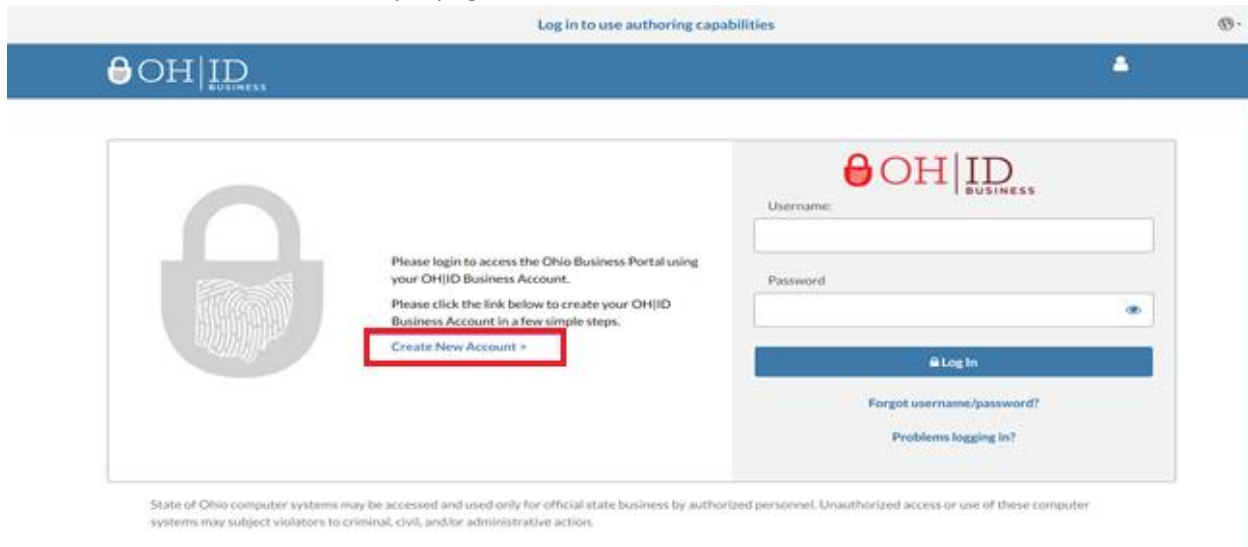 Log in to use authoring capabilities
OH|ID
BUSINESS
OH|ID
BUSINESS
Username:
Please login to access the Ohio Business Portal using
your OH|ID Business Account.
Password
Please click the link below to create your OH|ID
Business Account in a few simple steps.
Create New Account >
Log In
Forgot username/password?
Problems logging in?
State of Ohio computer systems may be accessed and used only for official state business by authorized personnel. Unauthorized access or use of these computer
systems may subject violators to criminal, civil, and/or administrative action.